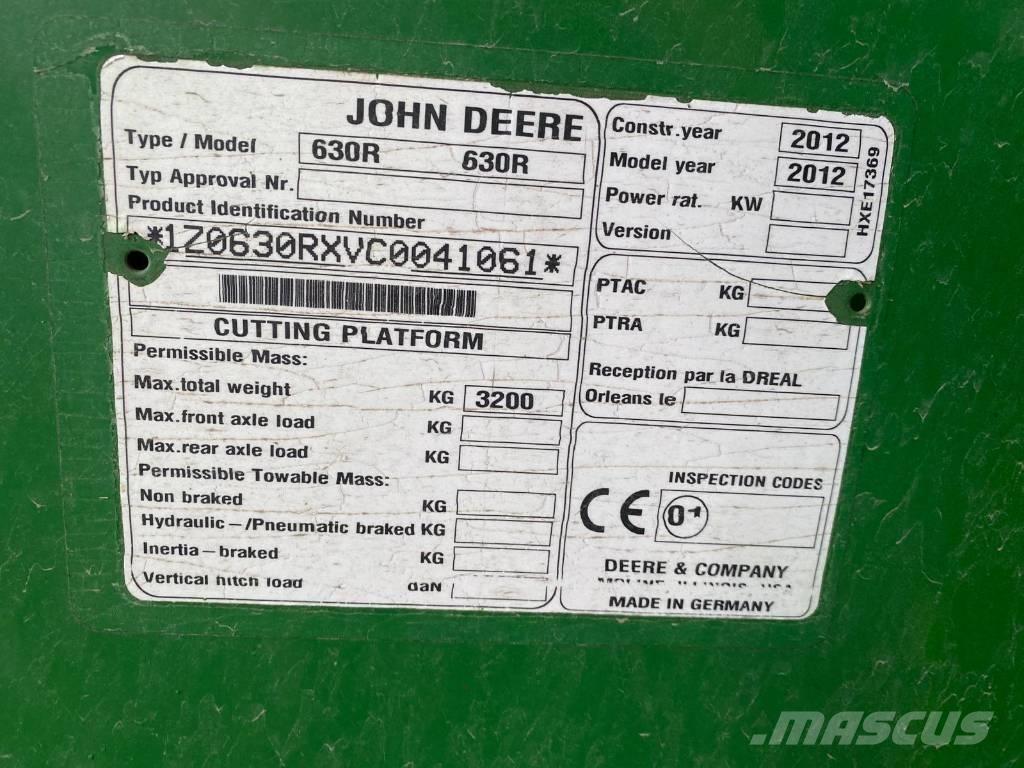 JOHN DEERE
Type / Model 630R 630R
Typ Approval Nr.
Product Identification Number
*1Z0630RXVC0041061*
CUTTING PLATFORM
Permissible Mass:
Max.total weight KG 3200
Max.front axle load KG
Max.rear axle load KG
Permissible Towable Mass:
Non braked KG
Hydraulic–/Pneumatic braked KG
Inertia – braked KG
Vertical hitch load daN
Constr.year 2012
Model year 2012
Power rat. KW
Version
HXE17369
PTAC KG
PTRA KG
Reception par la DREAL
Orleans le
INSPECTION CODES
CE 01
DEERE & COMPANY
MOLINE, ILLINOIS, USA
MADE IN GERMANY
MASCUS